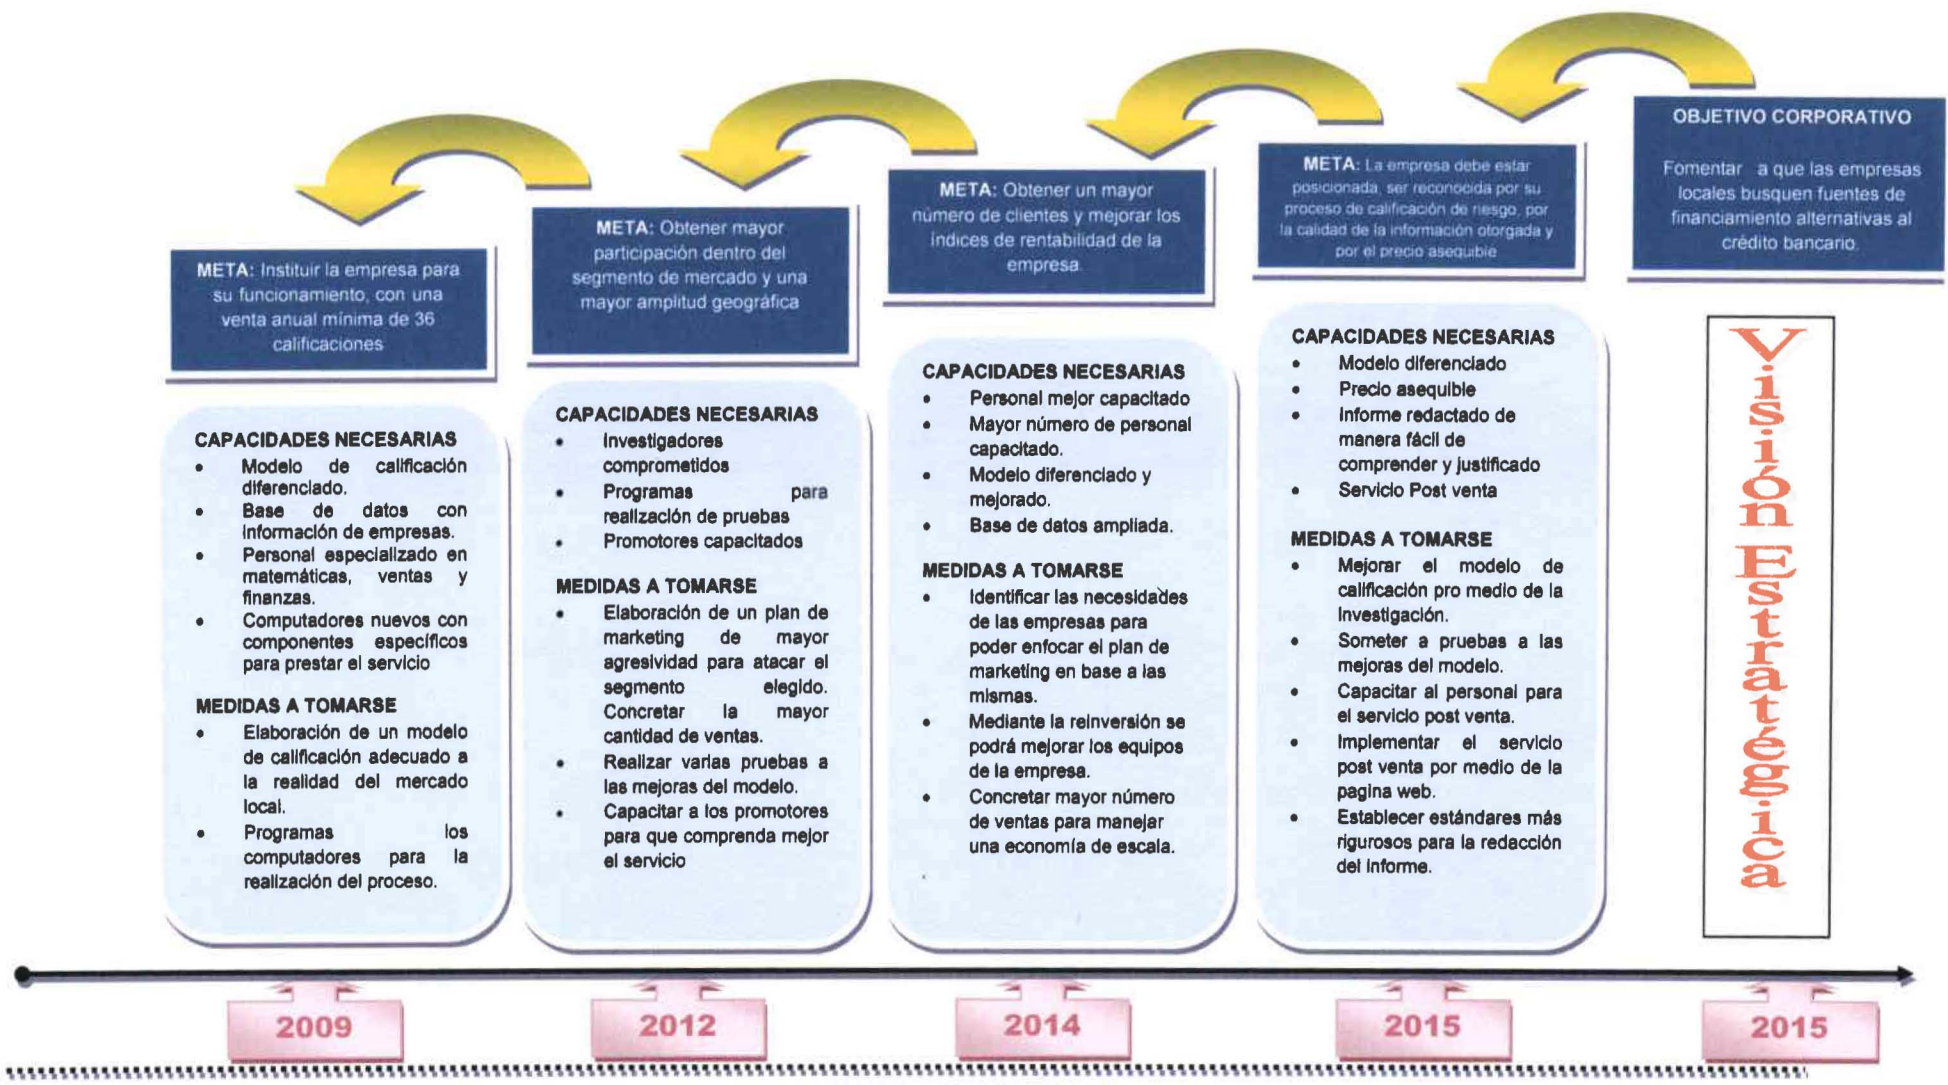 META: Instituir la empresa para
su funcionamiento, con una
venta anual mínima de 36
calificaciones
CAPACIDADES NECESARIAS
• Modelo de calificación
diferenciado.
• Base de datos con
información de empresas.
• Personal especializado en
matemáticas, ventas y
finanzas.
• Computadores nuevos con
componentes específicos
para prestar el servicio
MEDIDAS A TOMARSE
• Elaboración de un modelo
de calificación adecuado a
la realidad del mercado
local.
• Programas los
computadores para la
realización del proceso.
2009
META: Obtener mayor
participación dentro del
segmento de mercado y una
mayor amplitud geográfica
CAPACIDADES NECESARIAS
• Investigadores
comprometidos
• Programas para
realización de pruebas
• Promotores capacitados
MEDIDAS A TOMARSE
• Elaboración de un plan de
marketing de mayor
agresividad para atacar el
segmento elegido.
Concretar la mayor
cantidad de ventas.
• Realizar varias pruebas a
las mejoras del modelo.
• Capacitar a los promotores
para que comprenda mejor
el servicio
2012
META: Obtener un mayor
número de clientes y mejorar los
índices de rentabilidad de la
empresa.
CAPACIDADES NECESARIAS
• Personal mejor capacitado
• Mayor número de personal
capacitado.
• Modelo diferenciado y
mejorado.
• Base de datos ampliada.
MEDIDAS A TOMARSE
• Identificar las necesidades
de las empresas para
poder enfocar el plan de
marketing en base a las
mismas.
• Mediante la reinversión se
podrá mejorar los equipos
de la empresa.
• Concretar mayor número
de ventas para manejar
una economía de escala.
2014
META: La empresa debe estar
posicionada, ser reconocida por su
proceso de calificación de riesgo, por
la calidad de la información otorgada y
por el precio asequible
CAPACIDADES NECESARIAS
• Modelo diferenciado
• Precio asequible
• Informe redactado de
manera fácil de
comprender y justificado
• Servicio Post venta
MEDIDAS A TOMARSE
• Mejorar el modelo de
calificación pro medio de la
investigación.
• Someter a pruebas a las
mejoras del modelo.
• Capacitar al personal para
el servicio post venta.
• Implementar el servicio
post venta por medio de la
pagina web.
• Establecer estándares más
rigurosos para la redacción
del informe.
2015
OBJETIVO CORPORATIVO
Fomentar a que las empresas
locales busquen fuentes de
financiamiento alternativas al
crédito bancario.
Visión Estratégica
2015